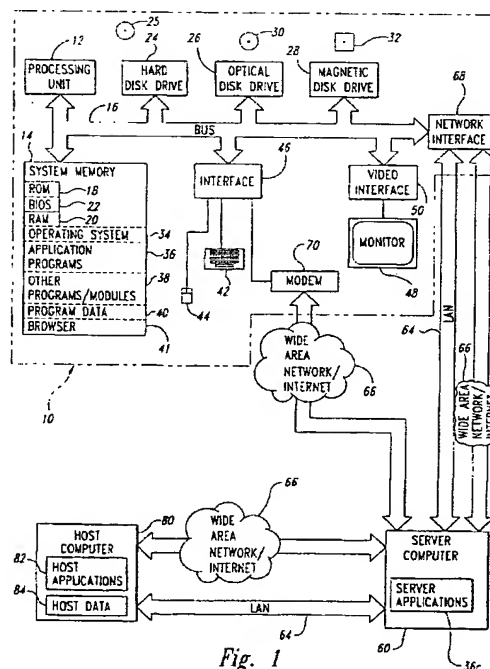 25
30
32
12
24
26
28
68
PROCESSING
UNIT
HARD
DISK DRIVE
OPTICAL
DISK DRIVE
MAGNETIC
DISK DRIVE
NETWORK
INTERFACE
16
BUS
14
SYSTEM MEMORY
ROM
18
BIOS
22
RAM
20
OPERATING SYSTEM
34
APPLICATION
PROGRAMS
36
OTHER
PROGRAMS/MODULES
38
PROGRAM DATA
40
BROWSER
41
46
INTERFACE
VIDEO
INTERFACE
50
MONITOR
48
42
44
70
MODEM
10
WIDE
AREA
NETWORK/
INTERNET
66
64
LAN
66
WIDE AREA
NETWORK/
INTERNET
80
HOST
COMPUTER
82
HOST
APPLICATIONS
84
HOST DATA
66
WIDE
AREA
NETWORK/
INTERNET
LAN
64
SERVER
COMPUTER
SERVER
APPLICATIONS
60
Fig. 1